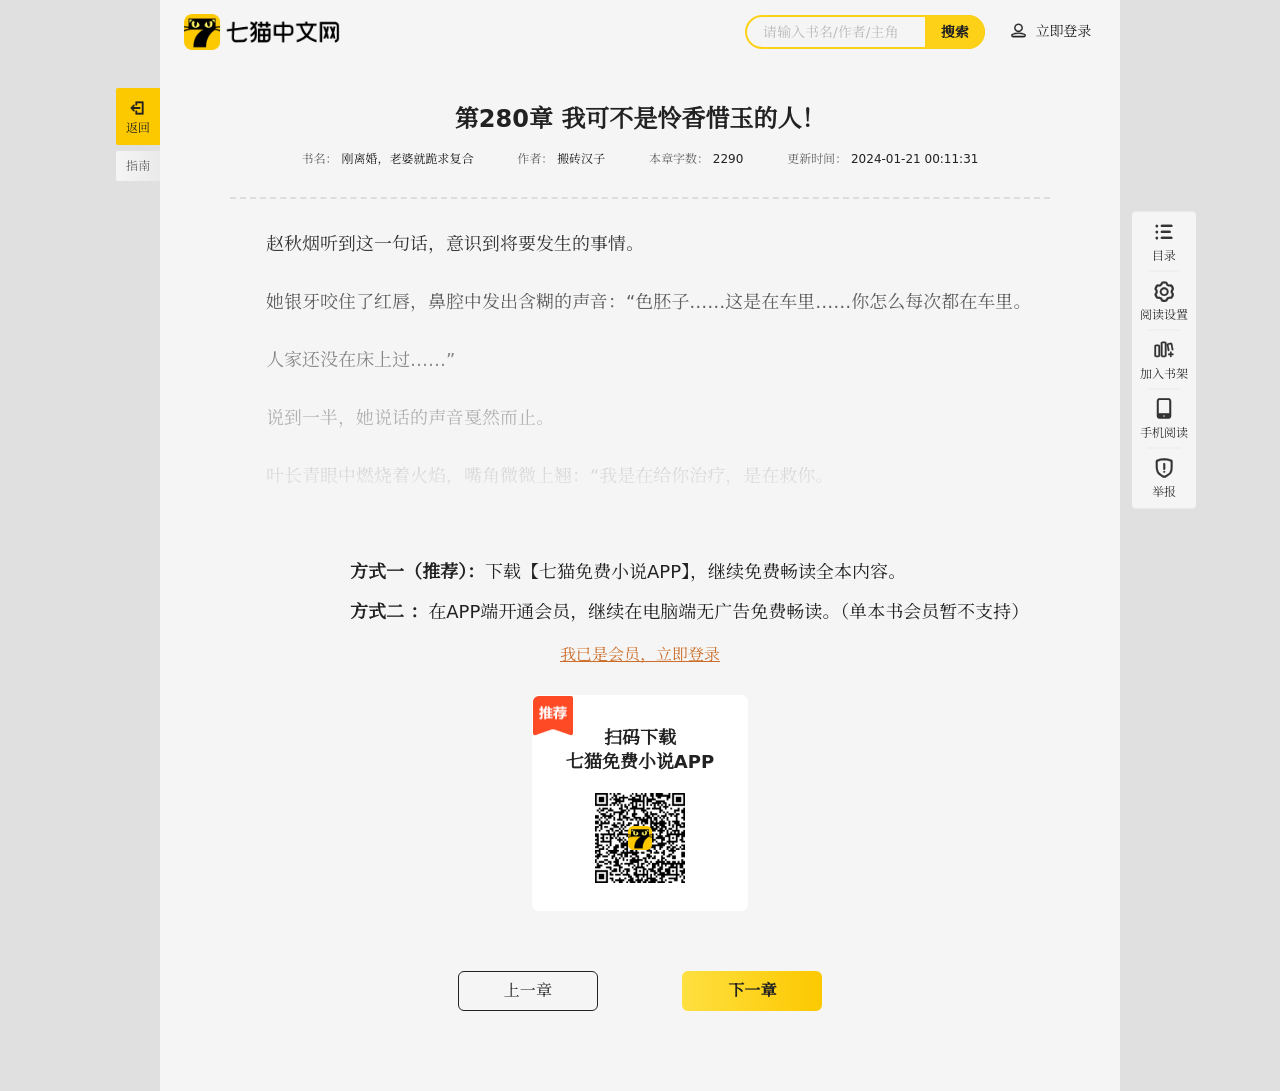 七猫中文网
请输入书名/作者/主角
搜索
立即登录
返回
指南
第280章 我可不是怜香惜玉的人！
书名： 刚离婚，老婆就跪求复合 作者： 搬砖汉子 本章字数： 2290 更新时间： 2024-01-21 00:11:31
赵秋烟听到这一句话，意识到将要发生的事情。
她银牙咬住了红唇，鼻腔中发出含糊的声音：“色胚子……这是在车里……你怎么每次都在车里。
人家还没在床上过……”
说到一半，她说话的声音戛然而止。
叶长青眼中燃烧着火焰，嘴角微微上翘：“我是在给你治疗，是在救你。
目录
阅读设置
加入书架
手机阅读
举报
方式一（推荐）：下载【七猫免费小说APP】，继续免费畅读全本内容。
方式二 ：在APP端开通会员，继续在电脑端无广告免费畅读。（单本书会员暂不支持）
我已是会员，立即登录
推荐
扫码下载
七猫免费小说APP
上一章
下一章